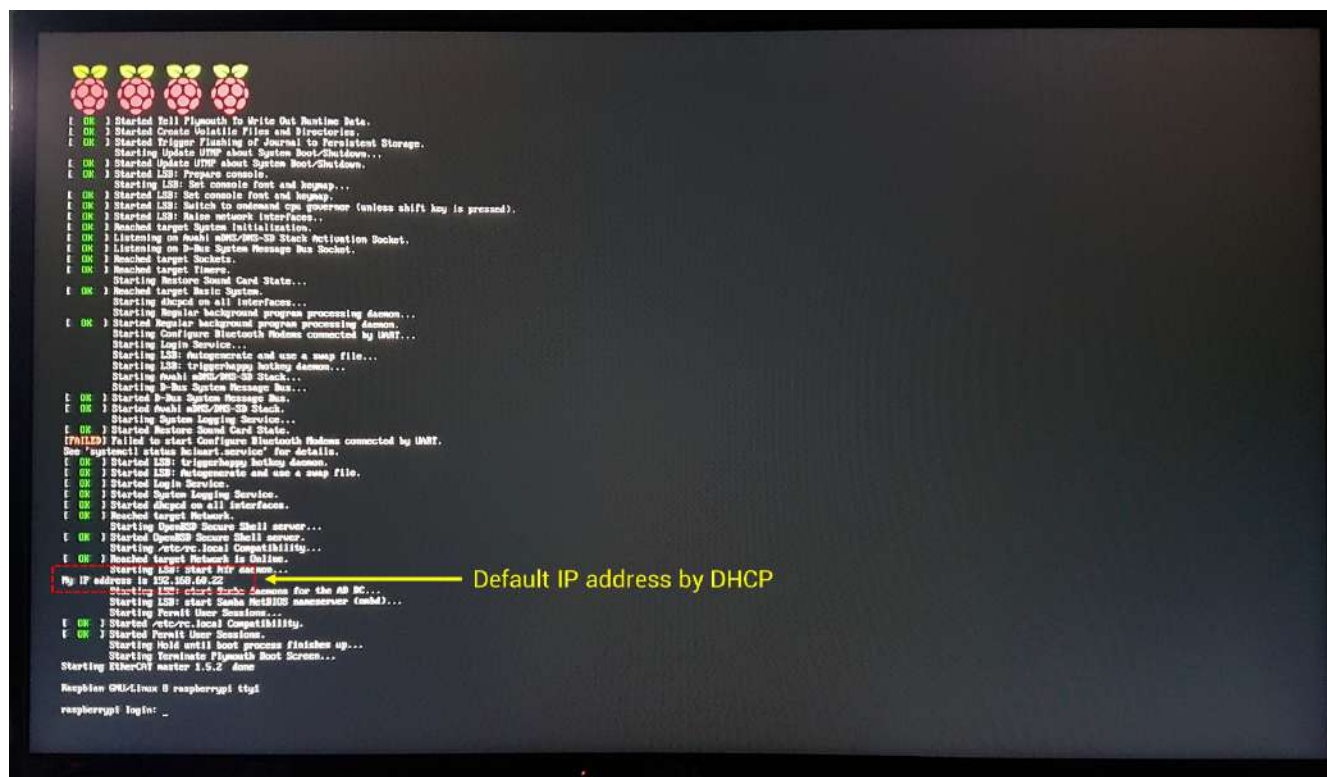 [ OK ] Started Tell Plymouth To Write Out Runtime Data.
[ OK ] Started Create Volatile Files and Directories.
[ OK ] Started Trigger Flushing of Journal to Persistent Storage.
Starting Update UTMP about System Boot/Shutdown...
[ OK ] Started Update UTMP about System Boot/Shutdown.
[ OK ] Started LSB: Prepare console.
Starting LSB: Set console font and keymap...
[ OK ] Started LSB: Set console font and keymap.
[ OK ] Started LSB: Switch to ondemand cpu governor (unless shift key is pressed).
[ OK ] Started LSB: Raise network interfaces..
[ OK ] Reached target System Initialization.
[ OK ] Listening on Avahi mDNS/DNS-SD Stack Activation Socket.
[ OK ] Listening on D-Bus System Message Bus Socket.
[ OK ] Reached target Sockets.
[ OK ] Reached target Timers.
Starting Restore Sound Card State...
[ OK ] Reached target Basic System.
Starting dhcpcd on all interfaces...
Starting Regular background program processing daemon...
[ OK ] Started Regular background program processing daemon.
Starting Configure Bluetooth Modems connected by UART...
Starting Login Service...
Starting LSB: Autogenerate and use a swap file...
Starting LSB: triggerhappy hotkey daemon...
Starting Avahi mDNS/DNS-SD Stack...
Starting D-Bus System Message Bus...
[ OK ] Started D-Bus System Message Bus.
[ OK ] Started Avahi mDNS/DNS-SD Stack.
Starting System Logging Service...
[ OK ] Started Restore Sound Card State.
[FAILED] Failed to start Configure Bluetooth Modems connected by UART.
See 'systemctl status hciuart.service' for details.
[ OK ] Started LSB: triggerhappy hotkey daemon.
[ OK ] Started LSB: Autogenerate and use a swap file.
[ OK ] Started Login Service.
[ OK ] Started System Logging Service.
[ OK ] Started dhcpcd on all interfaces.
[ OK ] Reached target Network.
Starting OpenBSD Secure Shell server...
[ OK ] Started OpenBSD Secure Shell server.
Starting /etc/rc.local Compatibility...
[ OK ] Reached target Network is Online.
Starting LSB: Start NTP daemon...
My IP address is 192.168.60.22
Default IP address by DHCP
Starting LSB: start Samba daemons for the AD DC...
Starting LSB: start Samba NetBIOS nameserver (nmbd)...
Starting Permit User Sessions...
[ OK ] Started /etc/rc.local Compatibility.
[ OK ] Started Permit User Sessions.
Starting Hold until boot process finishes up...
Starting Terminate Plymouth Boot Screen...
Starting EtherCAT master 1.5.2 done
Raspbian GNU/Linux 8 raspberrypi tty1
raspberrypi login: _